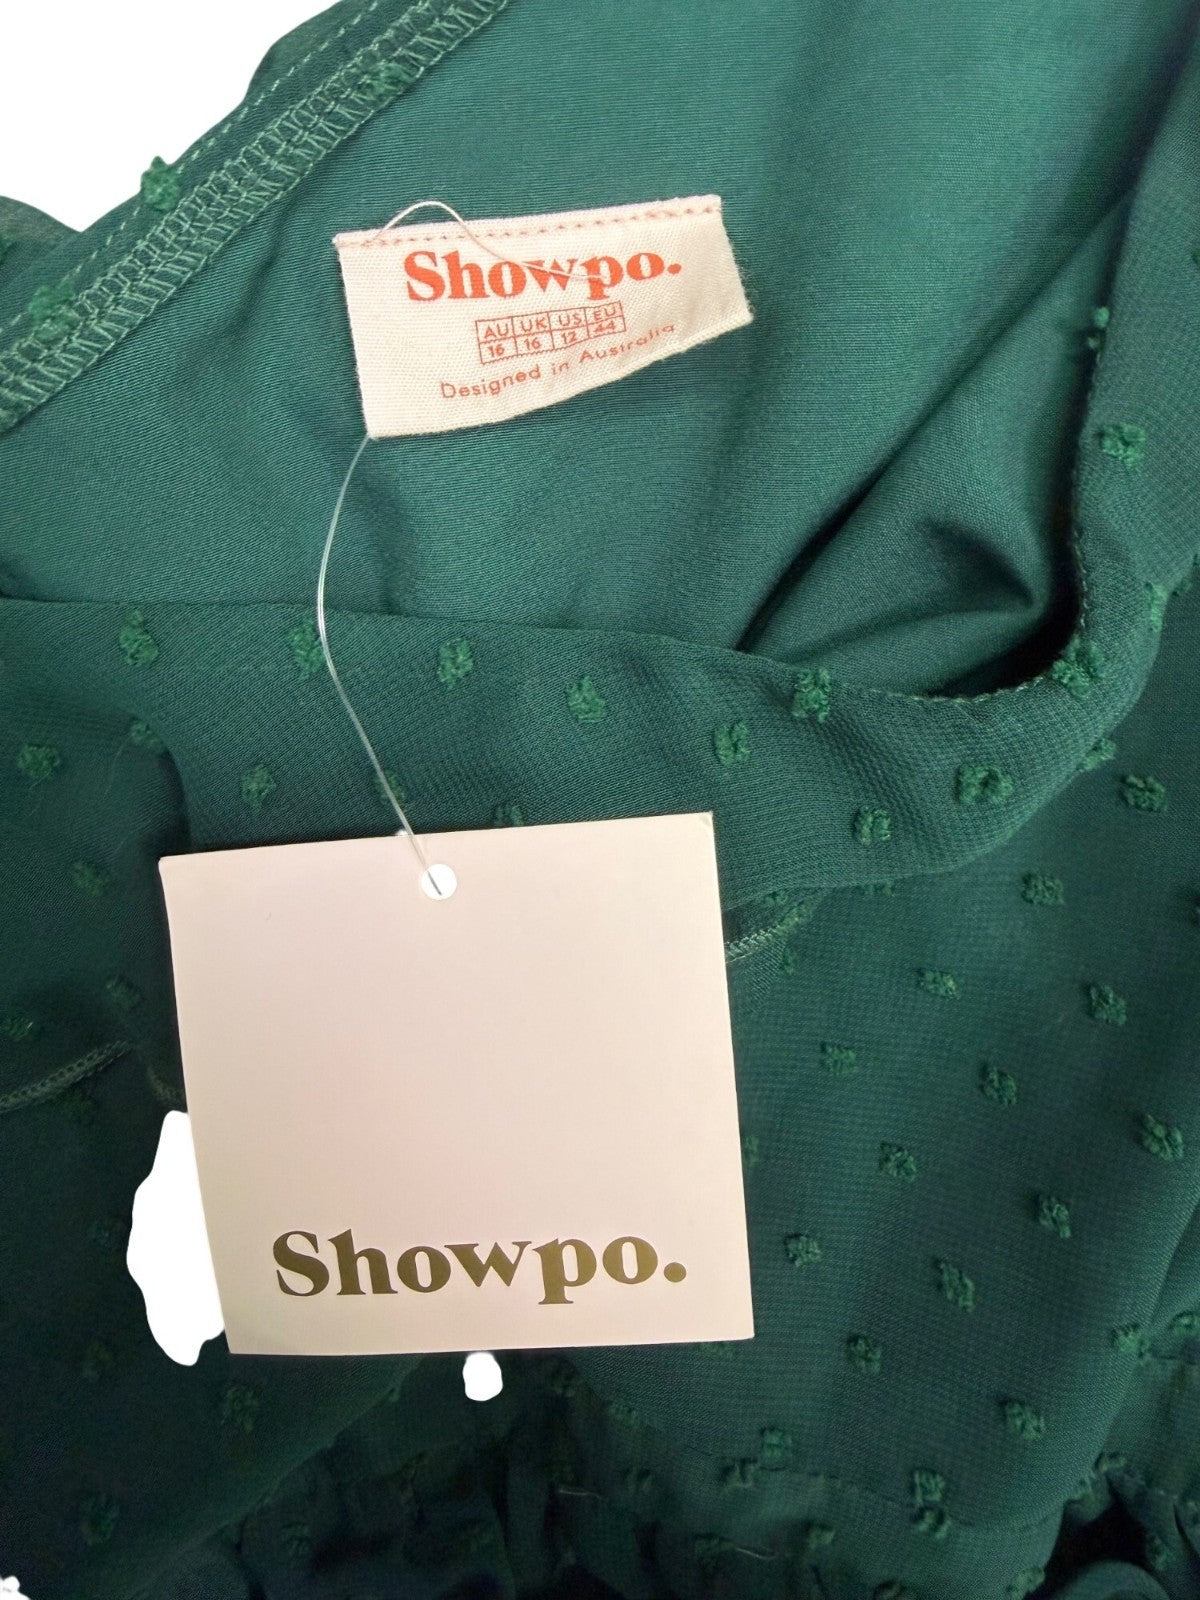 Showpo.
AU UK US EU
16 16 12 44
Designed in Australia
Showpo.